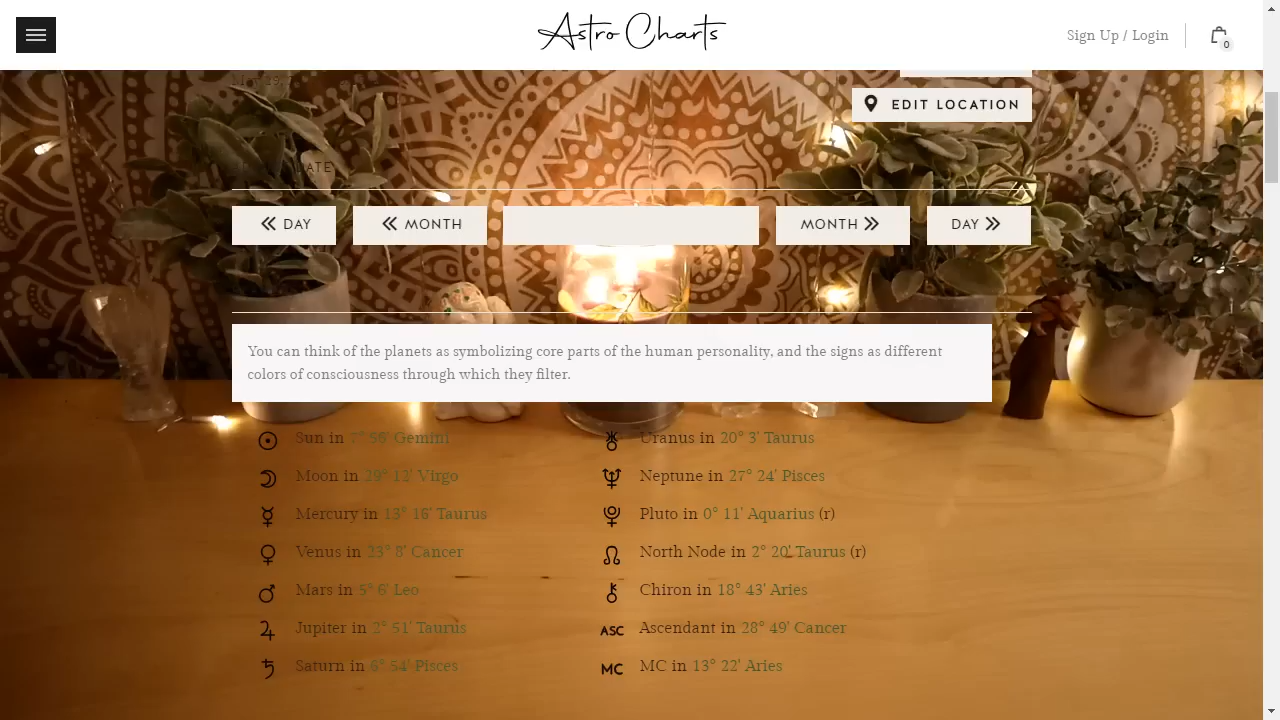 Astro Charts
Sign Up / Login
0
EDIT LOCATION
DATE
DAY
MONTH
MONTH
DAY
You can think of the planets as symbolizing core parts of the human personality, and the signs as different
colors of consciousness through which they filter.
Sun in 7° 56' Gemini
Moon in 29° 12' Virgo
Mercury in 13° 16' Taurus
Venus in 23° 8' Cancer
Mars in 5° 6' Leo
Jupiter in 2° 51' Taurus
Saturn in 6° 54' Pisces
Uranus in 20° 3' Taurus
Neptune in 27° 24' Pisces
Pluto in 0° 11' Aquarius (r)
North Node in 2° 20' Taurus (r)
Chiron in 18° 43' Aries
ASC Ascendant in 28° 49' Cancer
MC MC in 13° 22' Aries